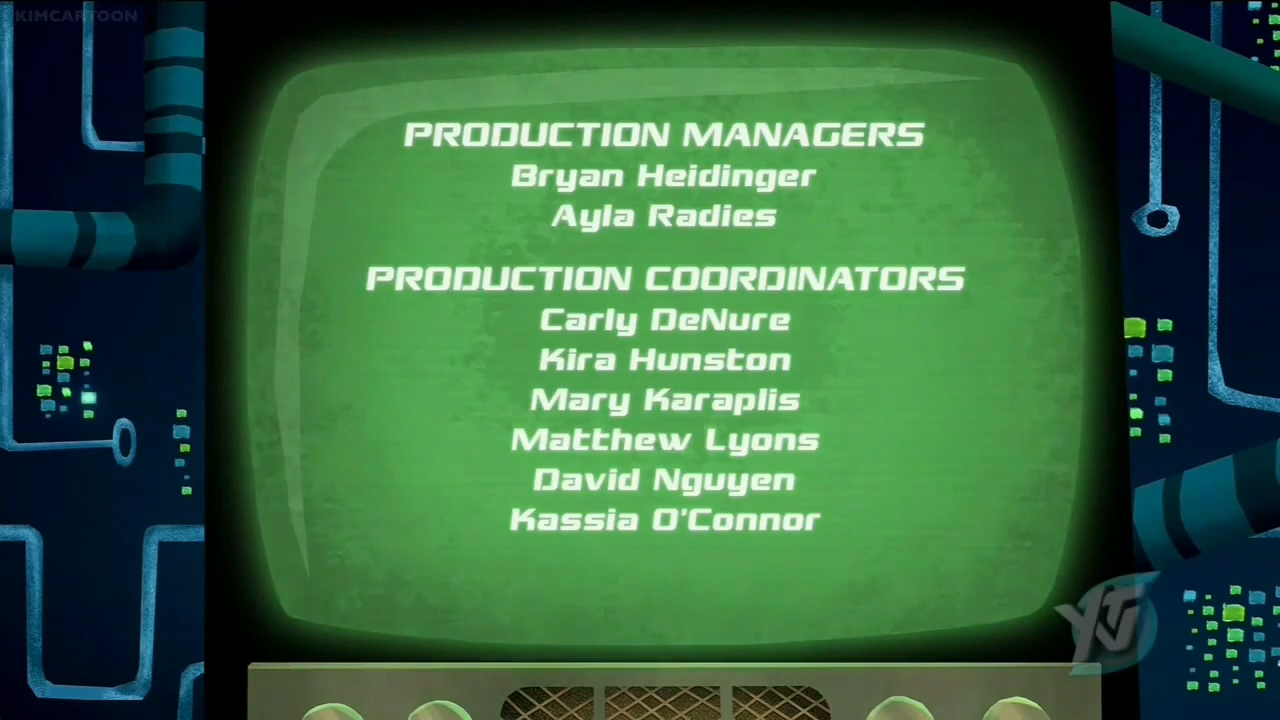 KIMCARTOON
PRODUCTION MANAGERS
Bryan Heidinger
Ayla Radies
PRODUCTION COORDINATORS
Carly DeNure
Kira Hunston
Mary Karaplis
Matthew Lyons
David Nguyen
Kassia O'Connor
YTV